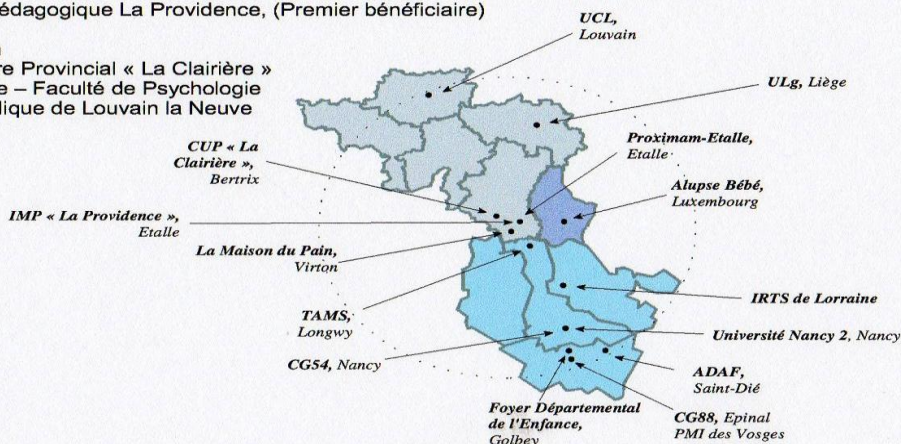 édagogique La Providence, (Premier bénéficiaire)
re Provincial « La Clairière »
e – Faculté de Psychologie
lique de Louvain la Neuve
UCL,
Louvain
ULg, Liège
Proximam-Etalle,
Etalle
CUP « La
Clairière »,
Bertrix
Alupse Bébé,
Luxembourg
IMP « La Providence »,
Etalle
La Maison du Pain,
Virton
IRTS de Lorraine
TAMS,
Longwy
Université Nancy 2, Nancy
CG54, Nancy
ADAF,
Saint-Dié
Foyer Départemental
de l'Enfance,
Golbey
CG88, Epinal
PMI des Vosges